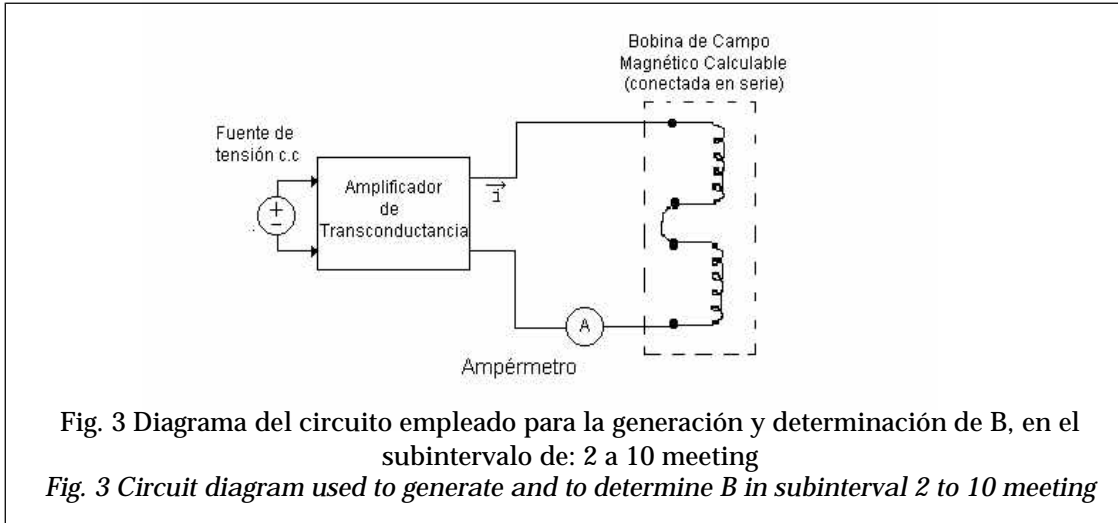 Bobina de Campo
Magnético Calculable
(conectada en serie)
Fuente de
tensión c.c
Amplificador
de
Transconductancia
i
+
−
A
Ampérmetro
Fig. 3 Diagrama del circuito empleado para la generación y determinación de B, en el
subintervalo de: 2 a 10 meeting
Fig. 3 Circuit diagram used to generate and to determine B in subinterval 2 to 10 meeting